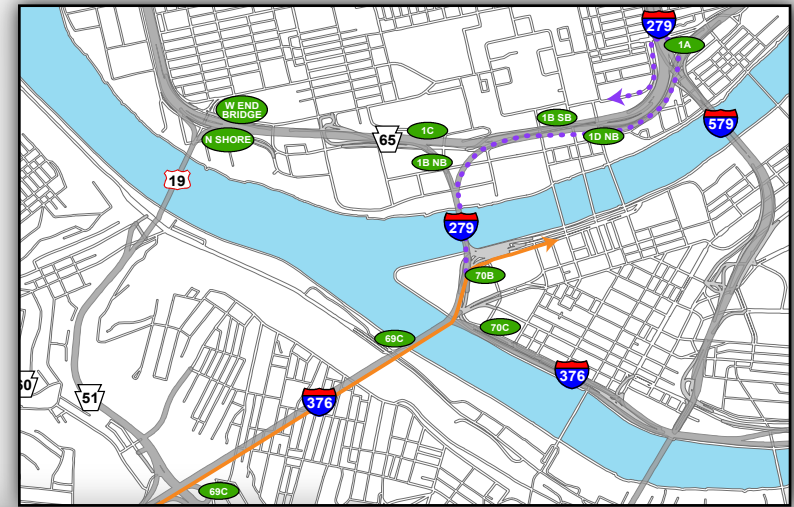 279
1A
W END
BRIDGE
1B SB
579
1C
65
N SHORE
1D NB
1B NB
19
279
70B
70C
69C
376
376
51
69C